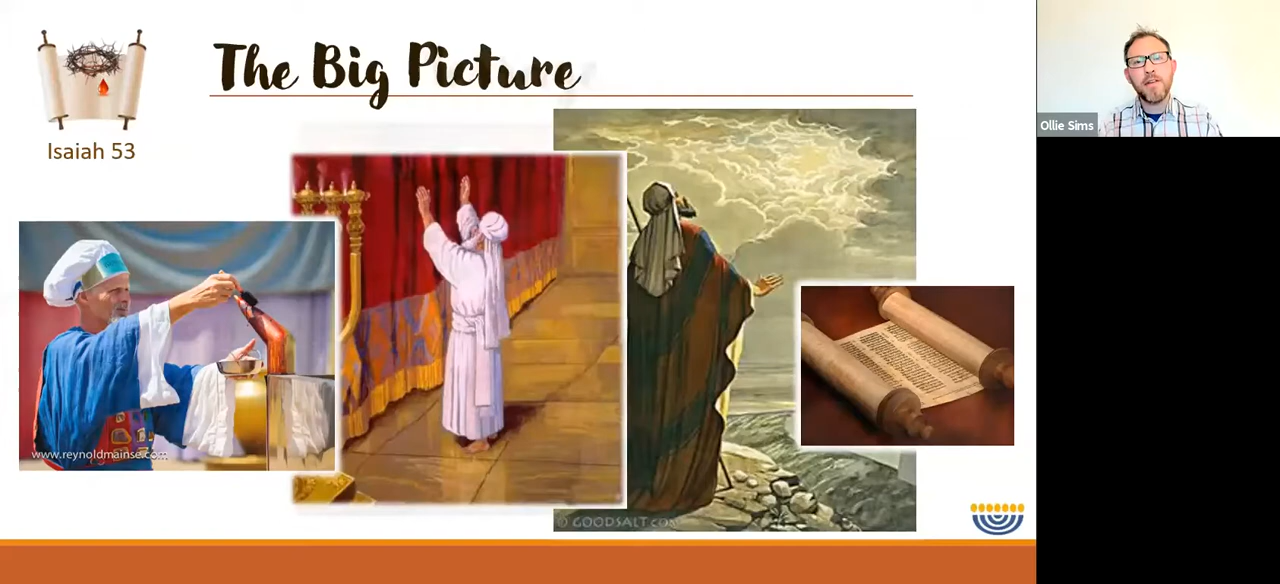 The Big Picture
Isaiah 53
Ollie Sims
www.reynoldmainse.com
© GOODSALT.COM